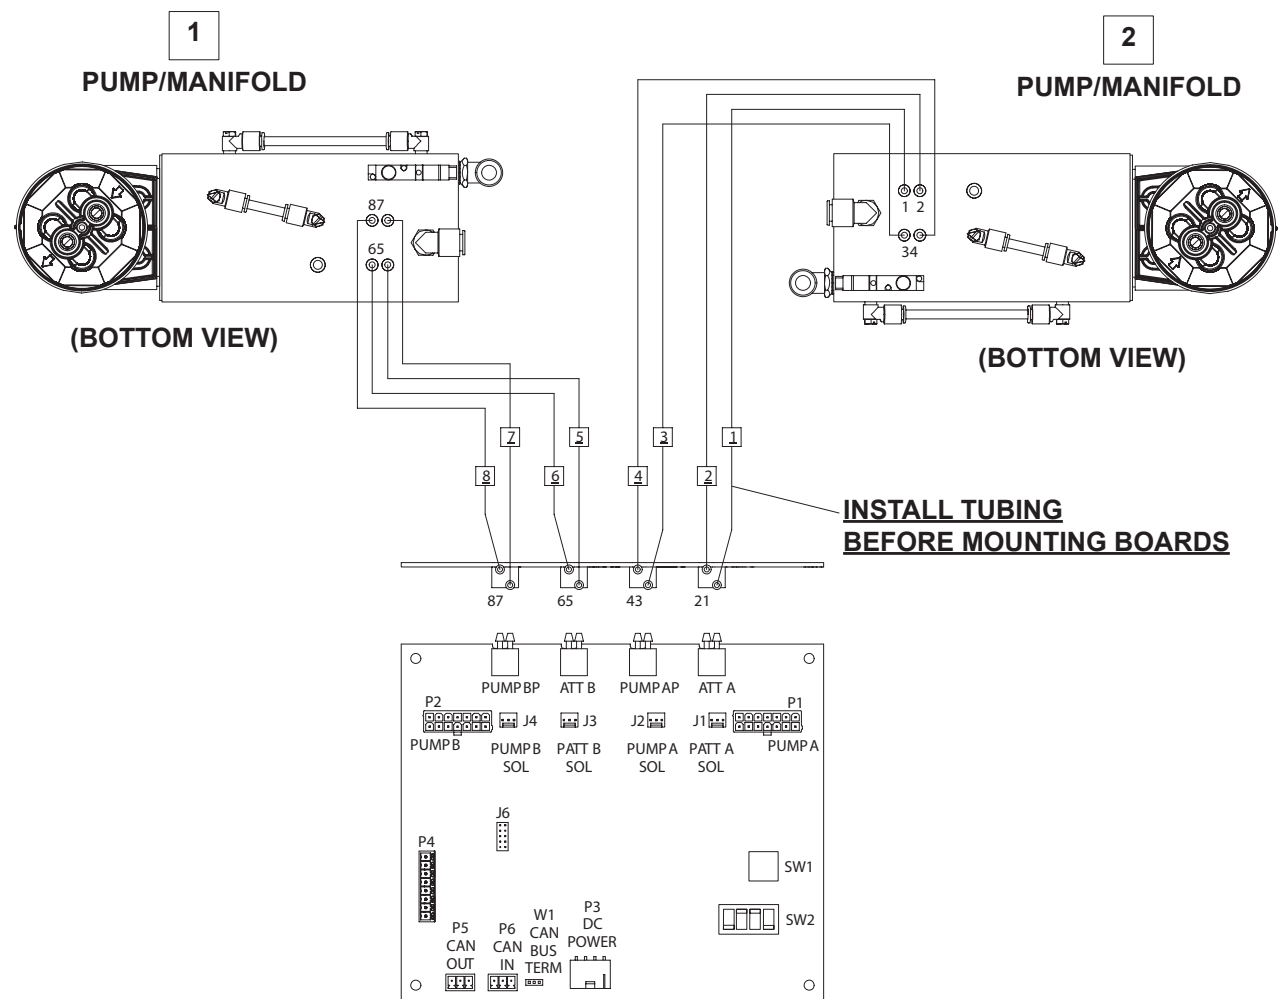 1
PUMP/MANIFOLD
2
PUMP/MANIFOLD
87
65
1 2
34
(BOTTOM VIEW)
(BOTTOM VIEW)
7
5
3
1
8
6
4
2
INSTALL TUBING
BEFORE MOUNTING BOARDS
87
65
43
21
PUMP BP
ATT B
PUMP AP
ATT A
P2
P1
J4
J3
J2
J1
PUMP B
PUMP A
PUMP B
SOL
PATT B
SOL
PUMP A
SOL
PATT A
SOL
J6
P4
SW1
SW2
P5
CAN
OUT
P6
CAN
IN
W1
CAN
BUS
TERM
P3
DC
POWER